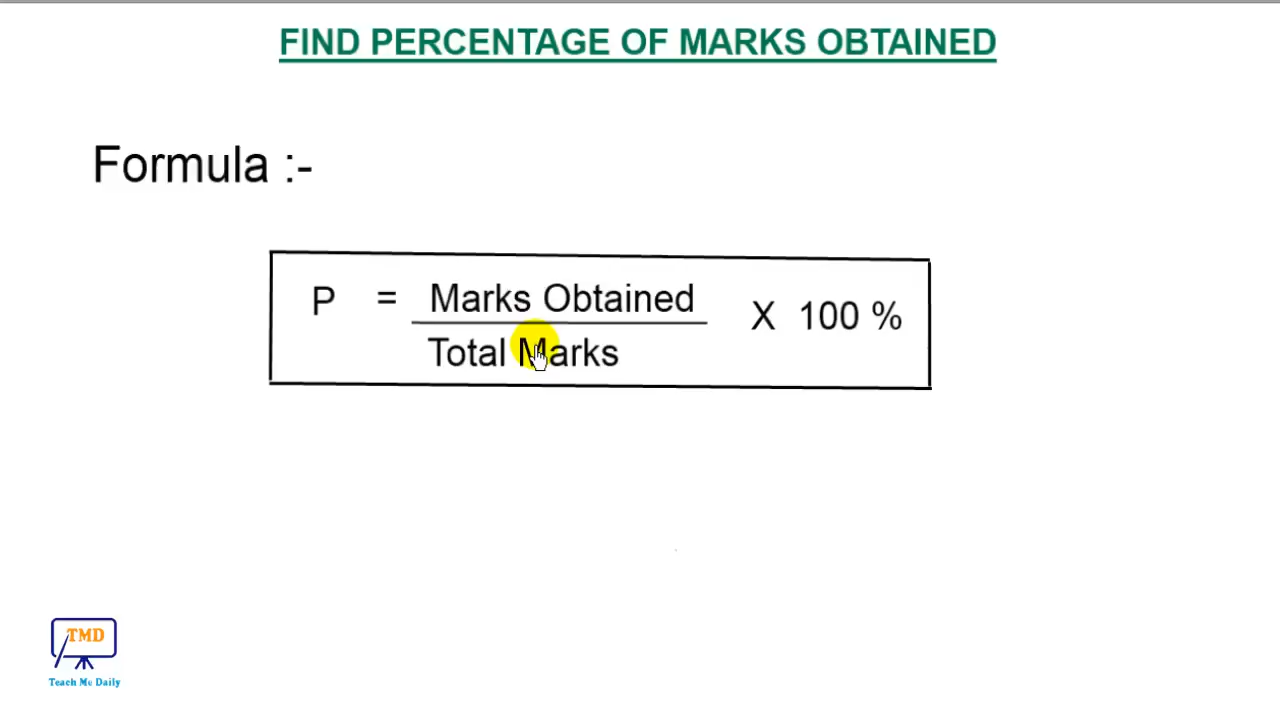 FIND PERCENTAGE OF MARKS OBTAINED
Formula :-
P = Marks Obtained X 100 %
Total Marks
TMD
Teach Me Daily